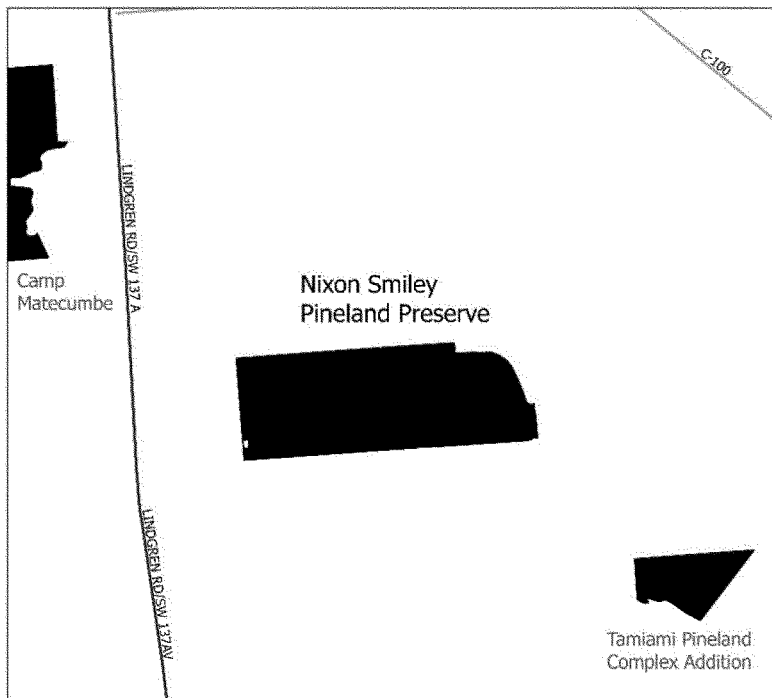 C-100
LINDGREN RD/SW 137 A
Camp
Matecumbe
Nixon Smiley
Pineland Preserve
LINDGREN RD/SW 137AV
Tamiami Pineland
Complex Addition